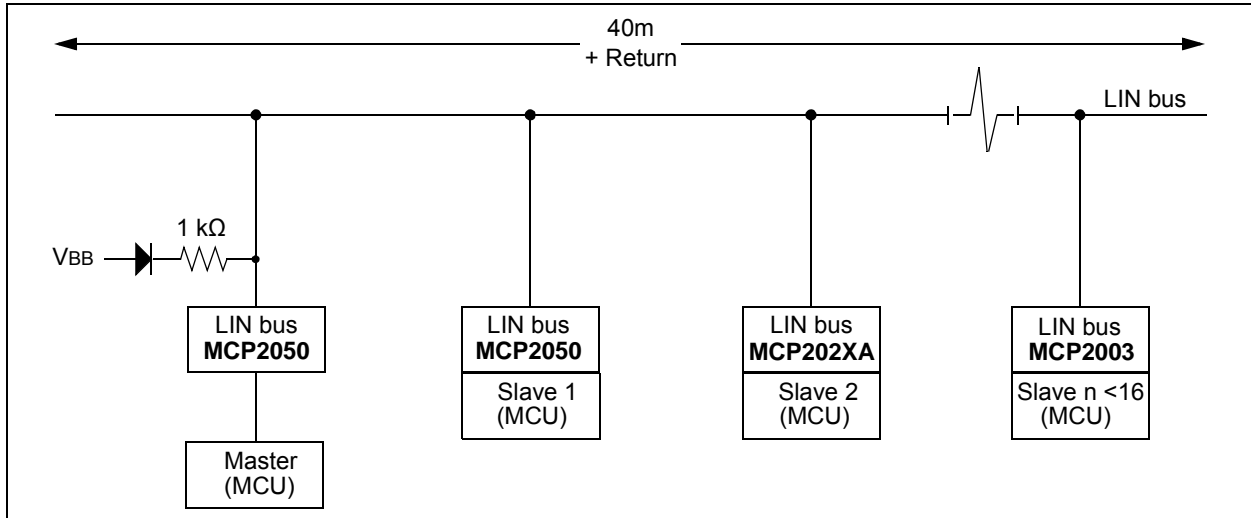 40m
+ Return
LIN bus
1 kΩ
VBB
LIN bus
MCP2050
Master
(MCU)
LIN bus
MCP2050
Slave 1
(MCU)
LIN bus
MCP202XA
Slave 2
(MCU)
LIN bus
MCP2003
Slave n <16
(MCU)